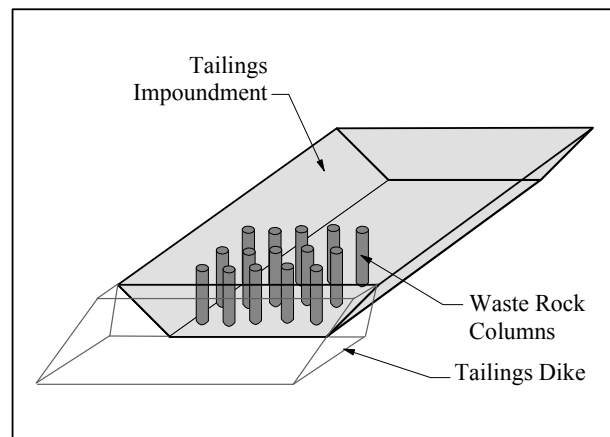 Tailings
Impoundment
Waste Rock
Columns
Tailings Dike